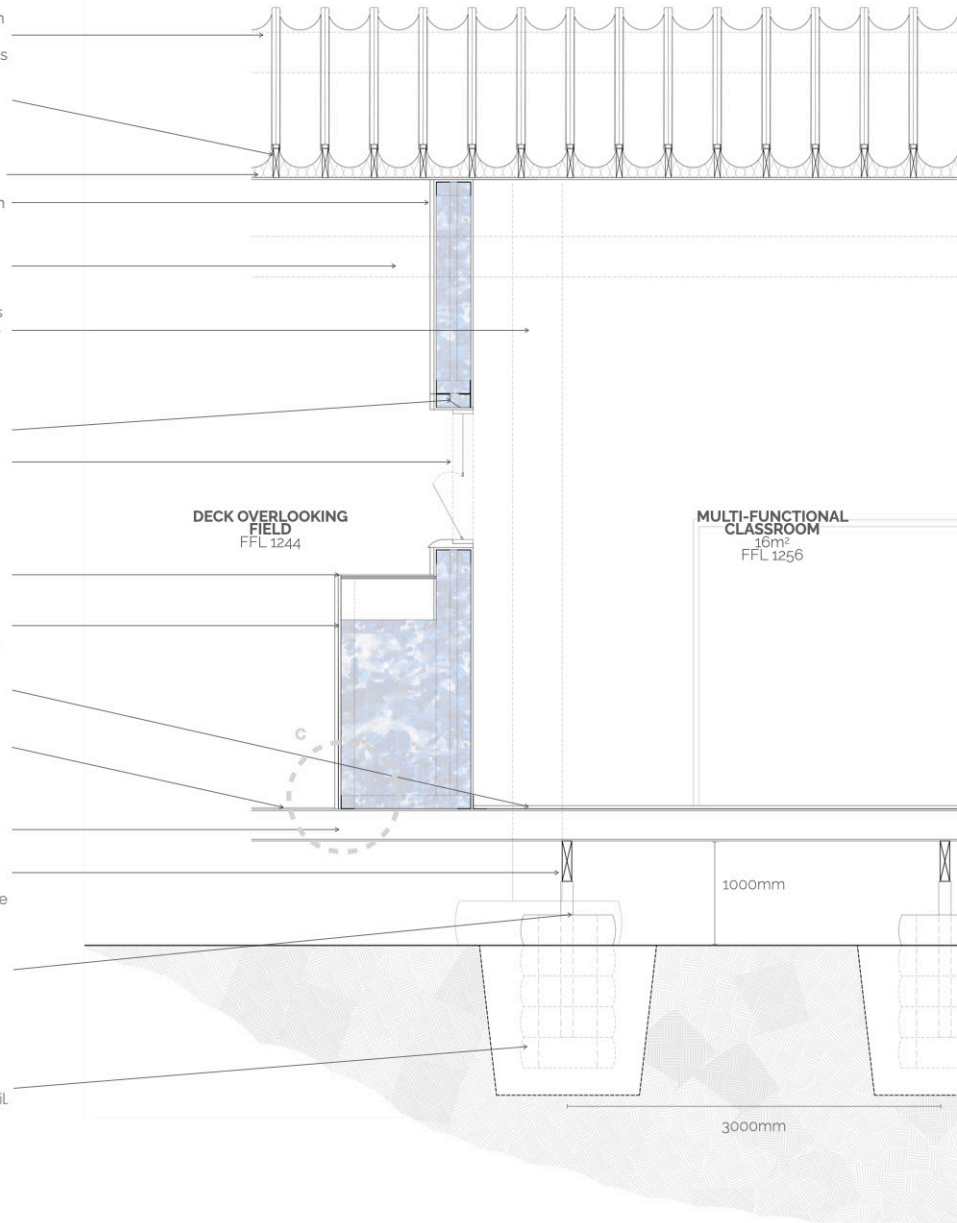 DECK OVERLOOKING
FIELD
FFL 1244
MULTI-FUNCTIONAL
CLASSROOM
16m²
FFL 1256
C
1000mm
3000mm